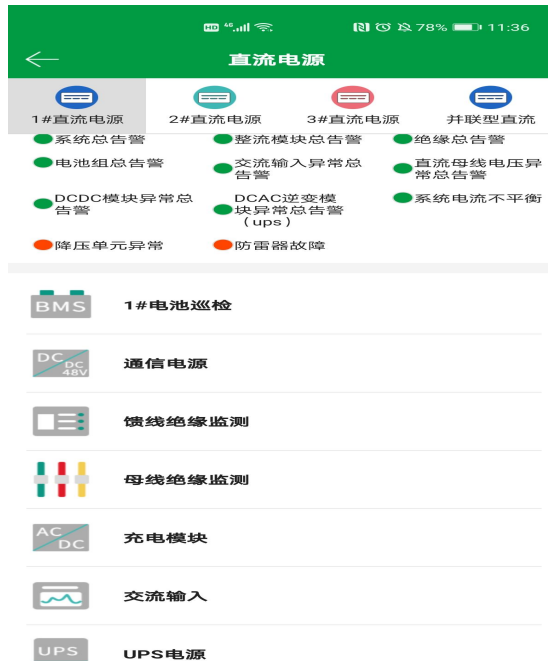 HD 4G 78% 11:36
直流电源
1#直流电源 2#直流电源 3#直流电源 并联型直流
系统总告警 整流模块总告警 绝缘总告警
电池组总告警 交流输入异常总告警 直流母线电压异常总告警
DCDC模块异常总告警 DCAC逆变模块异常总告警（ups） 系统电流不平衡
降压单元异常 防雷器故障
BMS 1#电池巡检
DC DC 48V 通信电源
馈线绝缘监测
母线绝缘监测
AC DC 充电模块
交流输入
UPS UPS电源